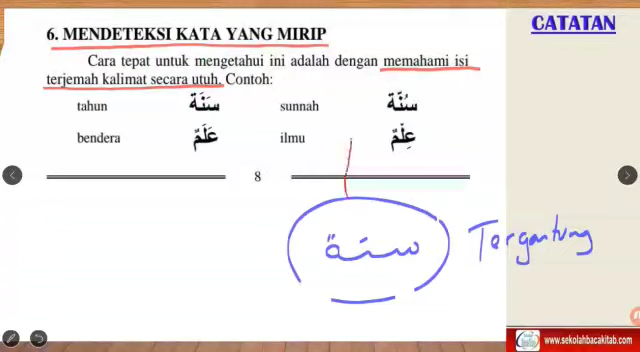 CATATAN
6. MENDETEKSI KATA YANG MIRIP
Cara tepat untuk mengetahui ini adalah dengan memahami isi
terjemah kalimat secara utuh. Contoh:
tahun سَنَة sunnah سُنَّة
bendera عَلَمٌ ilmu عِلْمٌ
8
سنة Tergantung
www.sekolahbacakitab.com